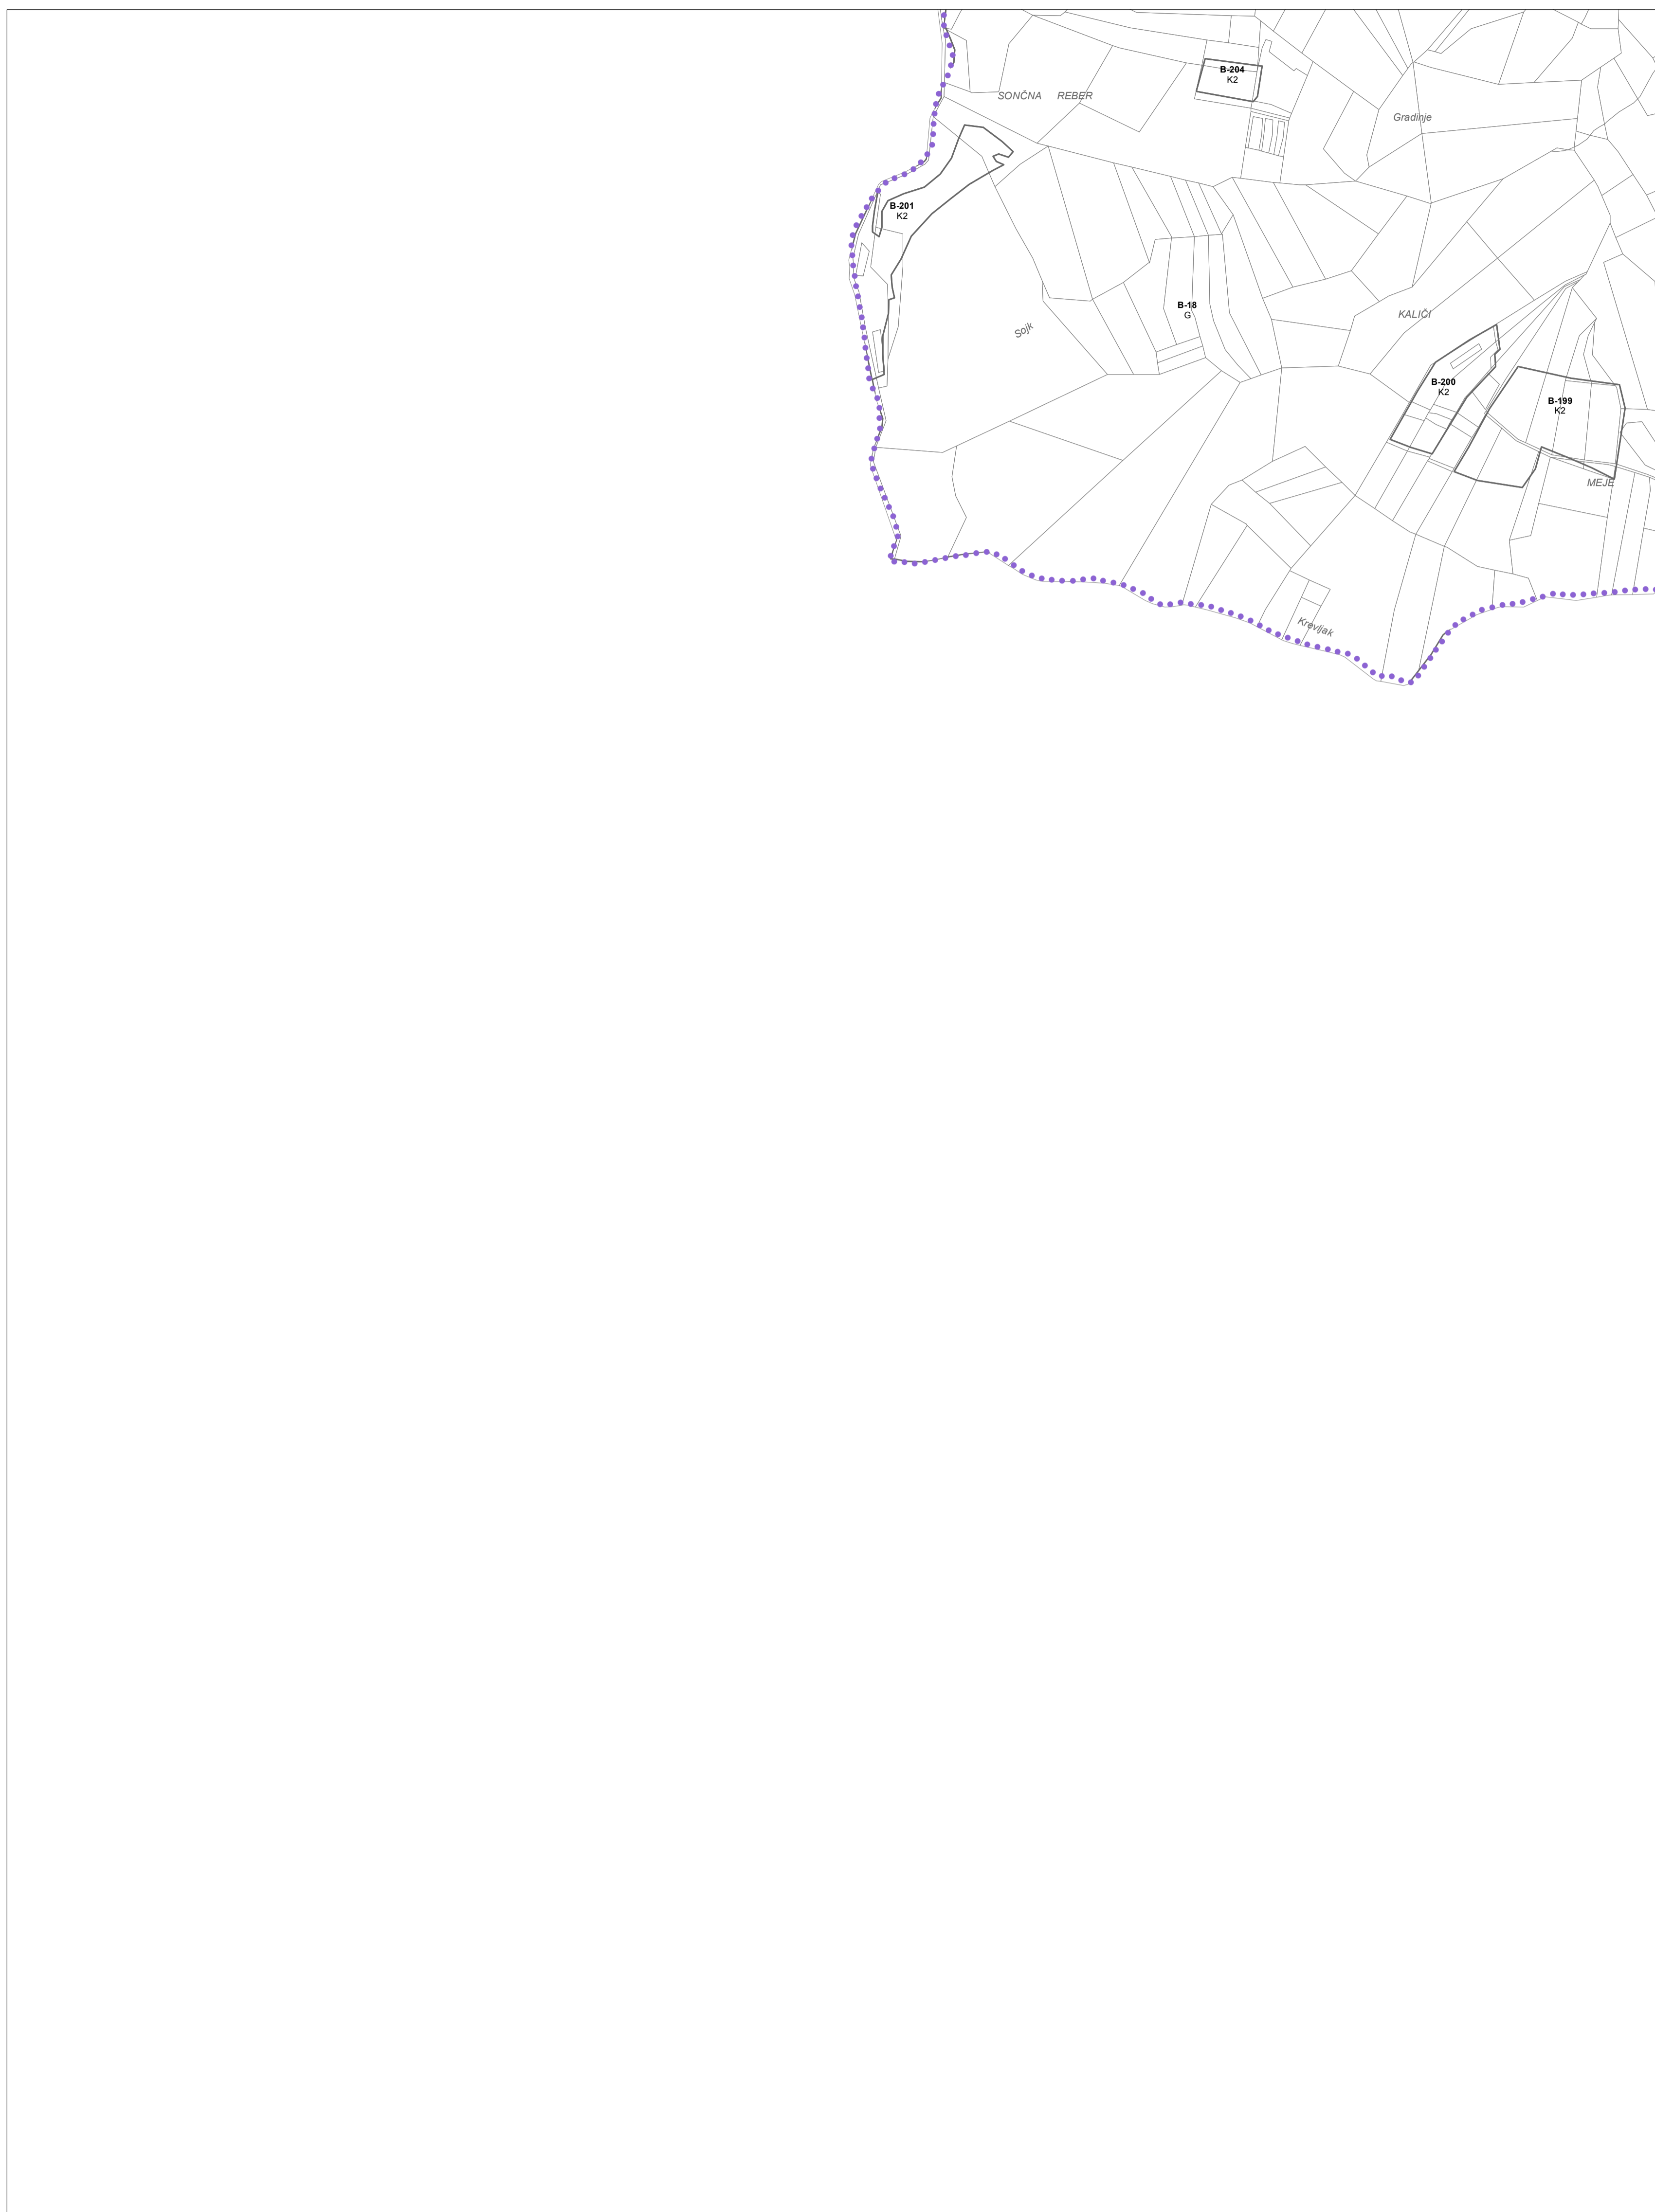 B-204
K2
SONČNA REBER
Gradinje
B-201
K2
B-18
G
KALIČI
Sojk
B-200
K2
B-199
K2
MEJE
Krevljak